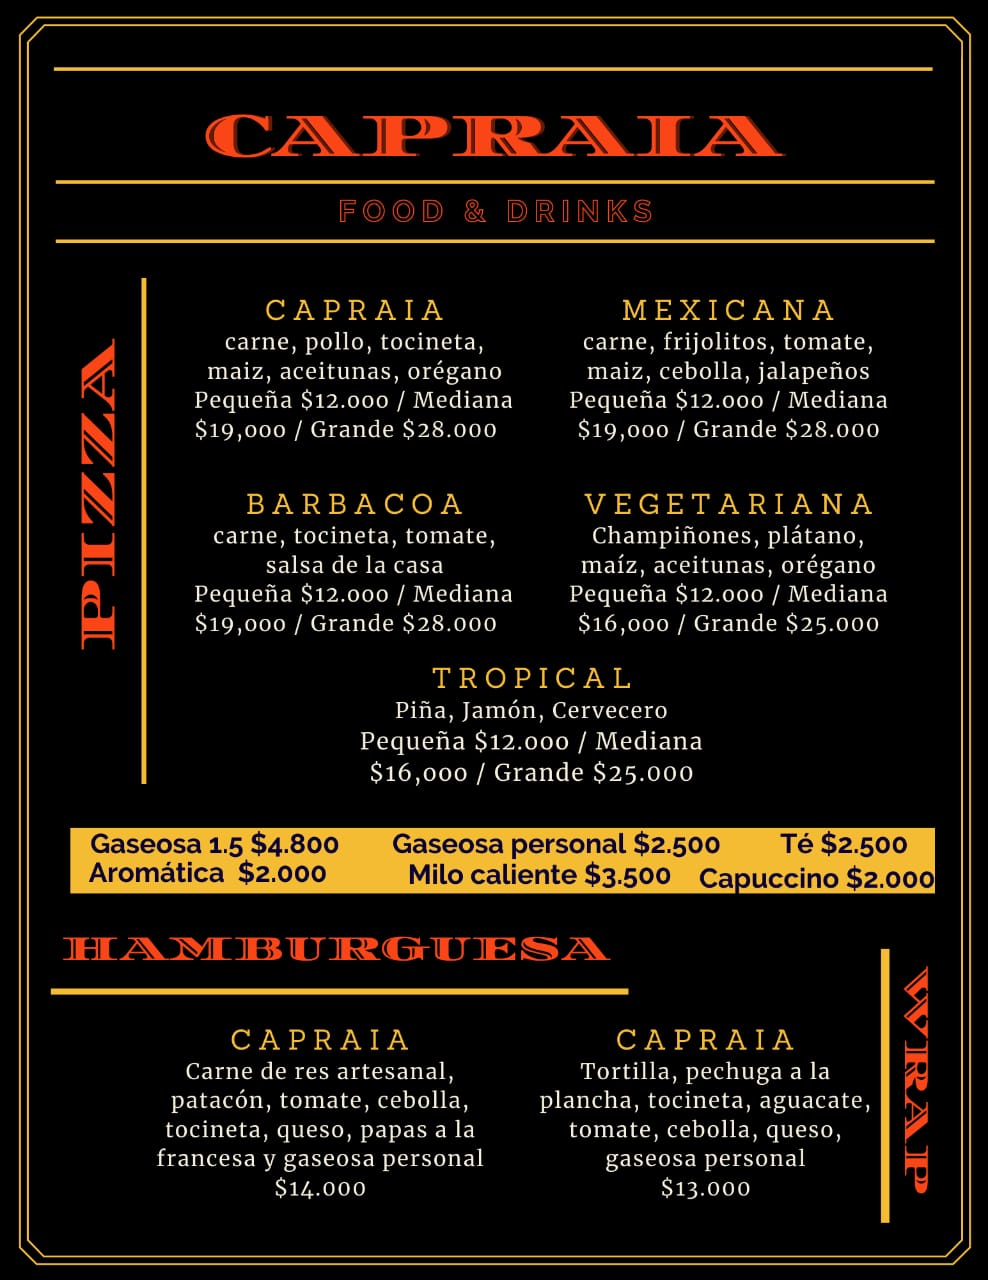 CAPRAIA
FOOD & DRINKS
PIZZA
CAPRAIA
carne, pollo, tocineta,
maiz, aceitunas, orégano
Pequeña $12.000 / Mediana
$19,000 / Grande $28.000
MEXICANA
carne, frijolitos, tomate,
maiz, cebolla, jalapeños
Pequeña $12.000 / Mediana
$19,000 / Grande $28.000
BARBACOA
carne, tocineta, tomate,
salsa de la casa
Pequeña $12.000 / Mediana
$19,000 / Grande $28.000
VEGETARIANA
Champiñones, plátano,
maíz, aceitunas, orégano
Pequeña $12.000 / Mediana
$16,000 / Grande $25.000
TROPICAL
Piña, Jamón, Cervecero
Pequeña $12.000 / Mediana
$16,000 / Grande $25.000
Gaseosa 1.5 $4.800
Gaseosa personal $2.500
Té $2.500
Aromática $2.000
Milo caliente $3.500
Capuccino $2.000
HAMBURGUESA
CAPRAIA
Carne de res artesanal,
patacón, tomate, cebolla,
tocineta, queso, papas a la
francesa y gaseosa personal
$14.000
WRAP
CAPRAIA
Tortilla, pechuga a la
plancha, tocineta, aguacate,
tomate, cebolla, queso,
gaseosa personal
$13.000